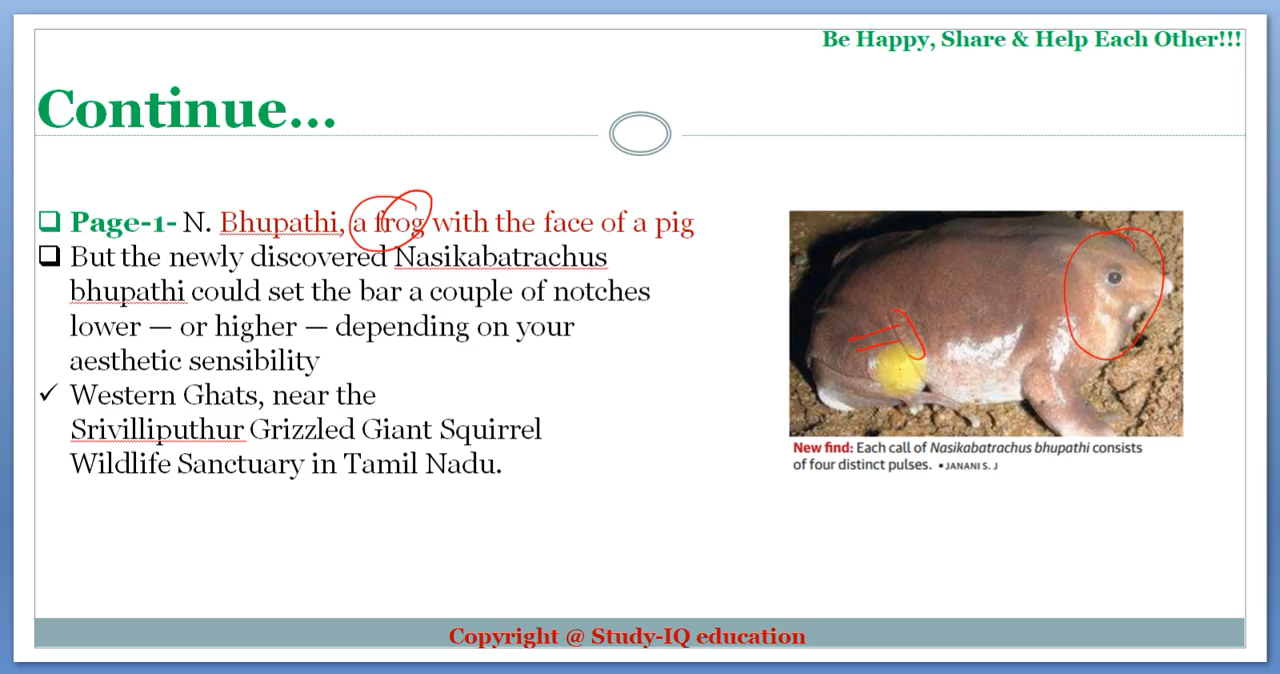 Be Happy, Share & Help Each Other!!!
Continue…
Page-1- N. Bhupathi, a frog with the face of a pig
But the newly discovered Nasikabatrachus
bhupathi could set the bar a couple of notches
lower — or higher — depending on your
aesthetic sensibility
Western Ghats, near the
Srivilliputhur Grizzled Giant Squirrel
Wildlife Sanctuary in Tamil Nadu.
New find: Each call of Nasikabatrachus bhupathi consists
of four distinct pulses. ▪ JANANI S. J
Copyright @ Study-IQ education